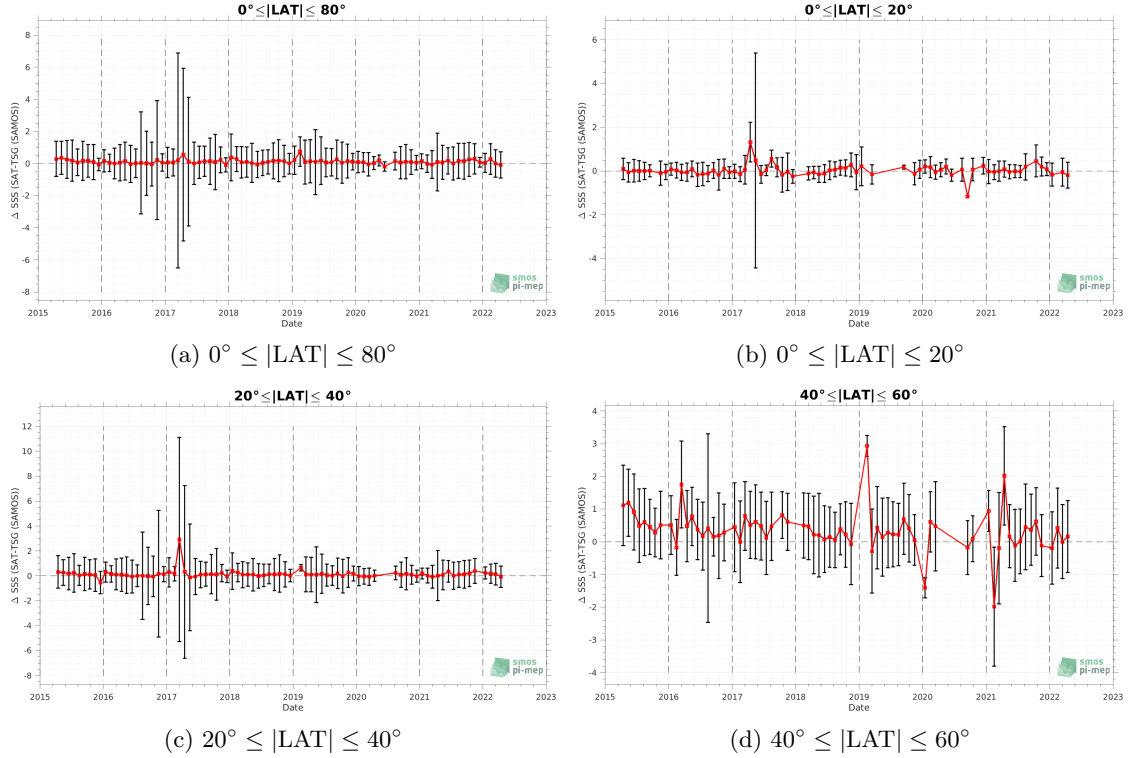 0°≤|LAT|≤ 80°
Δ SSS (SAT-TSG (SAMOS))
8
6
4
2
0
-2
-4
-6
-8
2015 2016 2017 2018 2019 2020 2021 2022 2023
Date
smos
pi-mep
(a) 0° ≤ |LAT| ≤ 80°
0°≤|LAT|≤ 20°
Δ SSS (SAT-TSG (SAMOS))
6
4
2
0
-2
-4
2015 2016 2017 2018 2019 2020 2021 2022 2023
Date
smos
pi-mep
(b) 0° ≤ |LAT| ≤ 20°
20°≤|LAT|≤ 40°
Δ SSS (SAT-TSG (SAMOS))
12
10
8
6
4
2
0
-2
-4
-6
-8
2015 2016 2017 2018 2019 2020 2021 2022 2023
Date
smos
pi-mep
(c) 20° ≤ |LAT| ≤ 40°
40°≤|LAT|≤ 60°
Δ SSS (SAT-TSG (SAMOS))
4
3
2
1
0
-1
-2
-3
-4
2015 2016 2017 2018 2019 2020 2021 2022 2023
Date
smos
pi-mep
(d) 40° ≤ |LAT| ≤ 60°